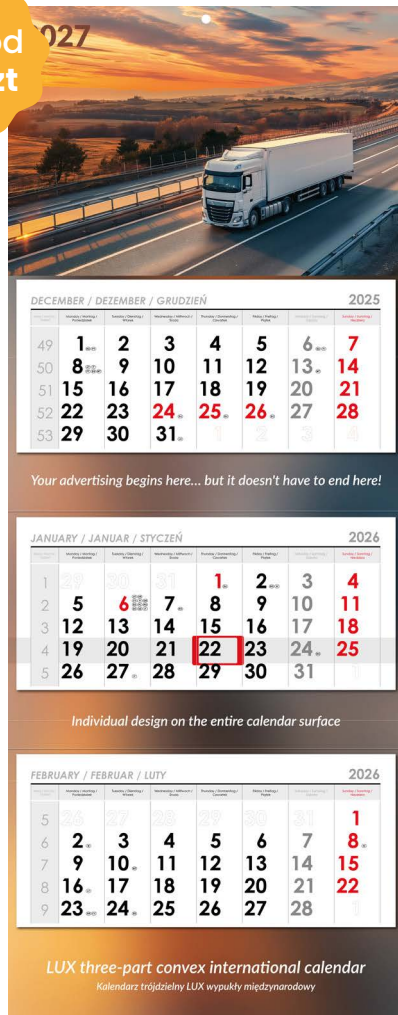 od
zt
2027
DECEMBER / DEZEMBER / GRUDZIEŃ 2025
49 1 2 3 4 5 6 7
50 8 9 10 11 12 13 14
51 15 16 17 18 19 20 21
52 22 23 24 25 26 27 28
53 29 30 31 1 2 3 4
Your advertising begins here... but it doesn't have to end here!
JANUARY / JANUAR / STYCZEŃ 2026
1 29 30 31 1 2 3 4
2 5 6 7 8 9 10 11
3 12 13 14 15 16 17 18
4 19 20 21 22 23 24 25
5 26 27 28 29 30 31 1
Individual design on the entire calendar surface
FEBRUARY / FEBRUAR / LUTY 2026
5 26 27 28 29 30 31 1
6 2 3 4 5 6 7 8
7 9 10 11 12 13 14 15
8 16 17 18 19 20 21 22
9 23 24 25 26 27 28 1
LUX three-part convex international calendar
Kalendarz trójdzielny LUX wypukły międzynarodowy